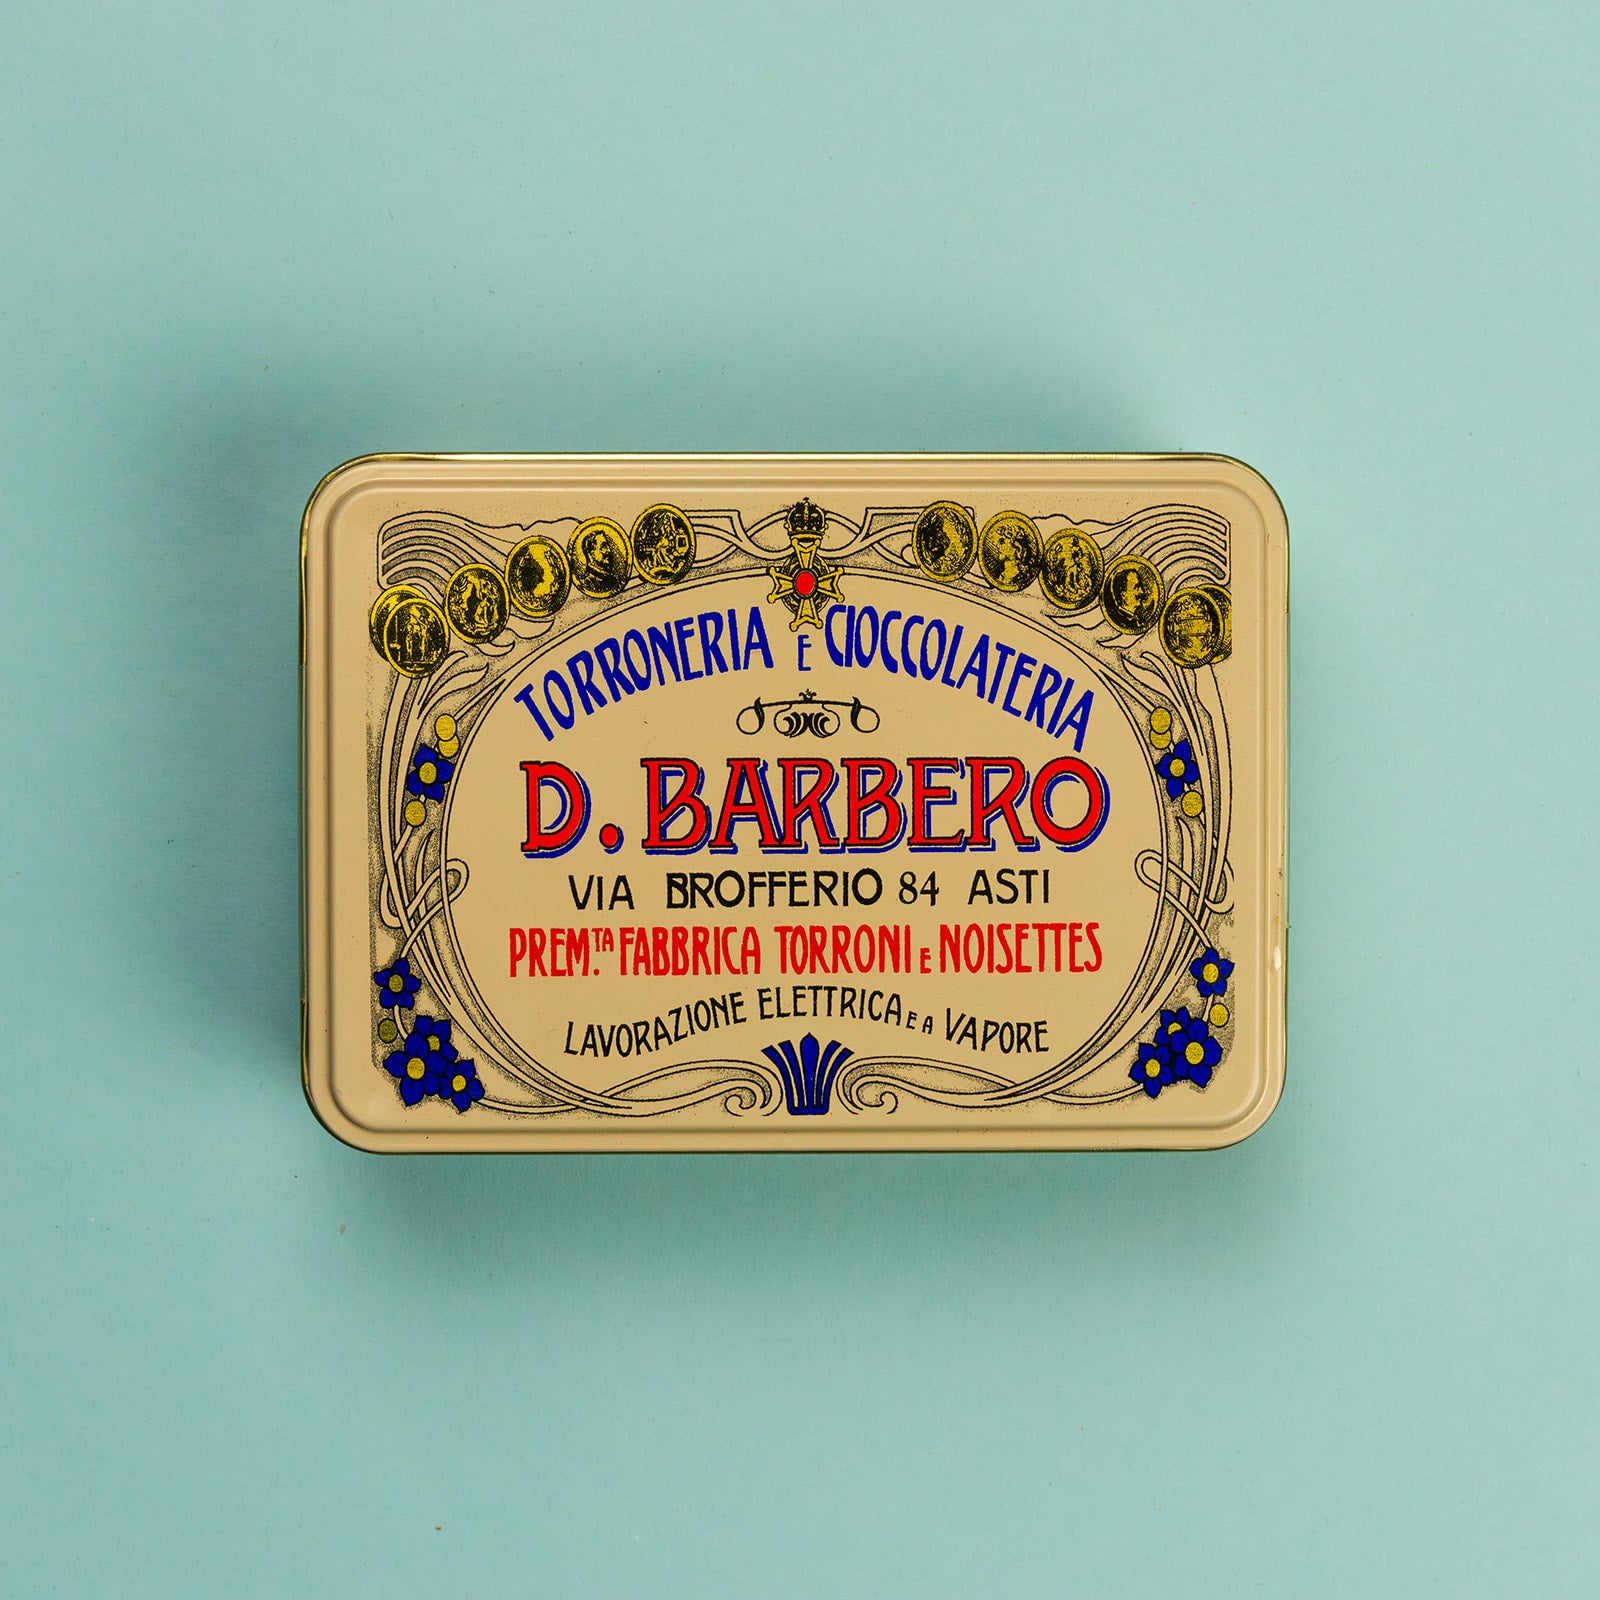 TORRONERIA E CIOCCOLATERIA
D. BARBERO
VIA BROFFERIO 84 ASTI
PREM.TA FABBRICA TORRONI E NOISETTES
LAVORAZIONE ELETTRICA E A VAPORE